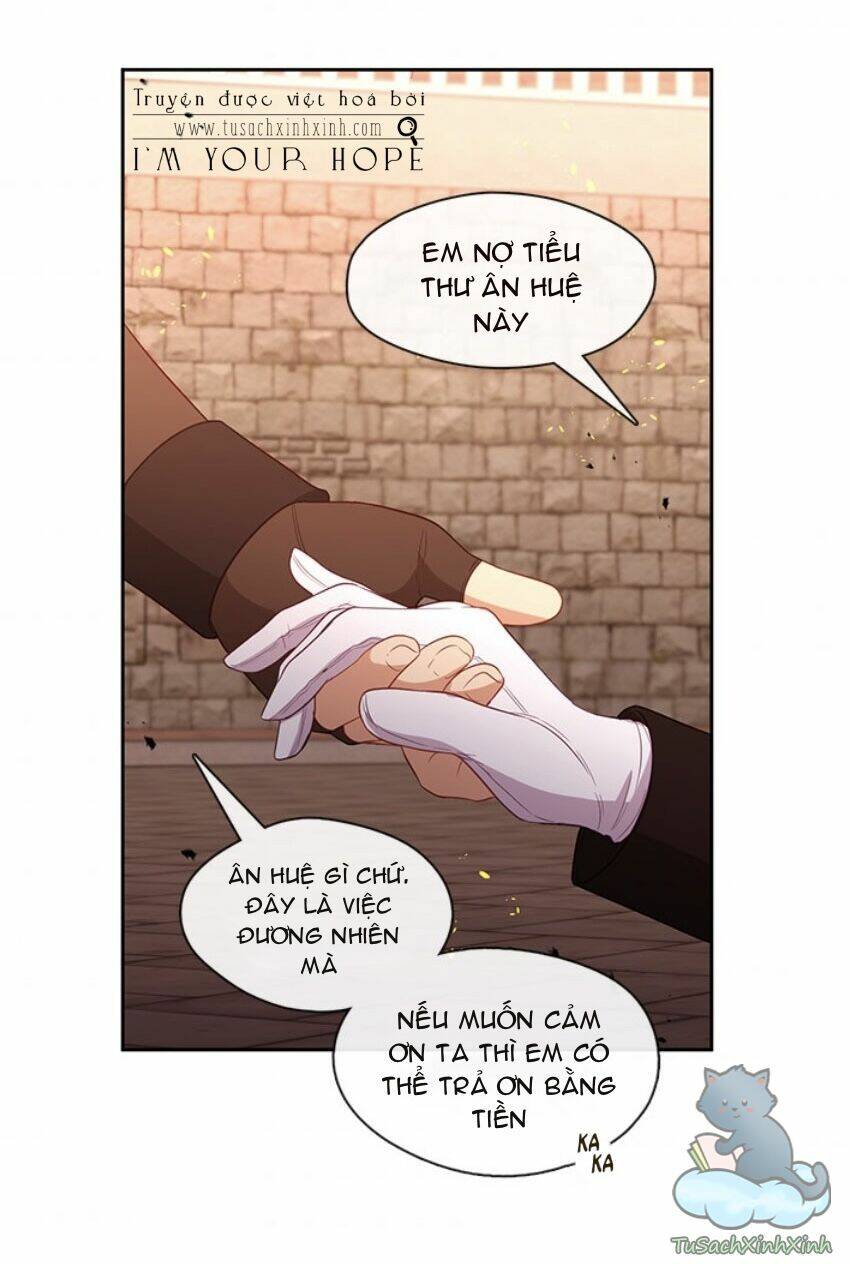 Truyện được việt hoá bởi
www.tusachxinhxinh.com
I'M YOUR HOPE
EM NỢ TIỂU
THƯ ÂN HUỆ
NÀY
ÂN HUỆ GÌ CHỨ.
ĐÂY LÀ VIỆC
ĐƯƠNG NHIÊN
MÀ
NẾU MUỐN CẢM
ƠN TA THÌ EM CÓ
THỂ TRẢ ƠN BẰNG
TIỀN
KA
KA
TuSachXinhXinh